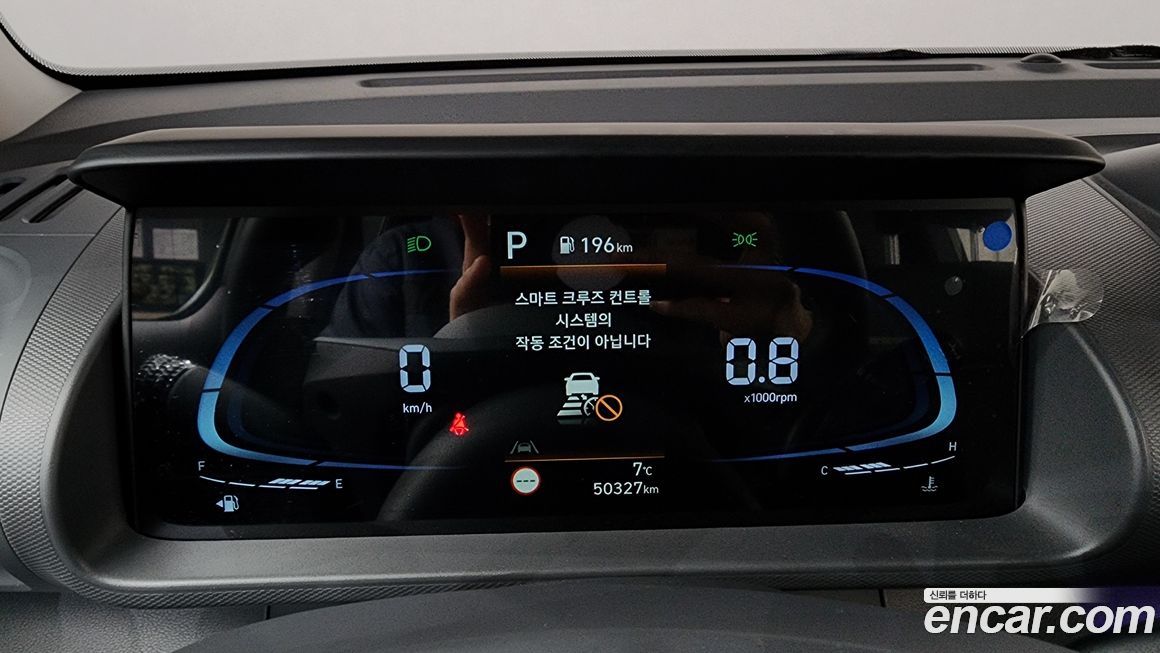 P
196km
스마트 크루즈 컨트롤
시스템의
작동 조건이 아닙니다
0
km/h
0.8
x1000rpm
F
E
C
H
---
7℃
50327km
신뢰를 더하다
encar.com